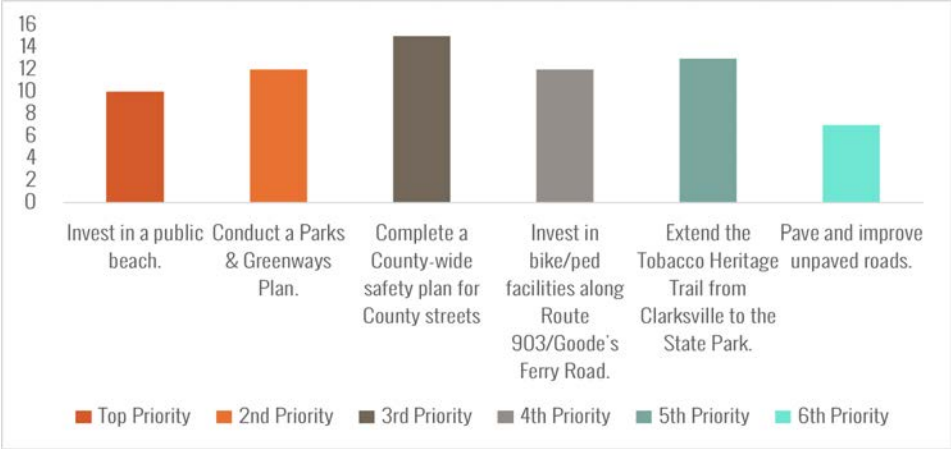 16
14
12
10
8
6
4
2
0
Invest in a public
beach.
Conduct a Parks
& Greenways
Plan.
Complete a
County-wide
safety plan for
County streets
Invest in
bike/ped
facilities along
Route
903/Goode's
Ferry Road.
Extend the
Tobacco Heritage
Trail from
Clarksville to the
State Park.
Pave and improve
unpaved roads.
Top Priority 2nd Priority 3rd Priority 4th Priority 5th Priority 6th Priority